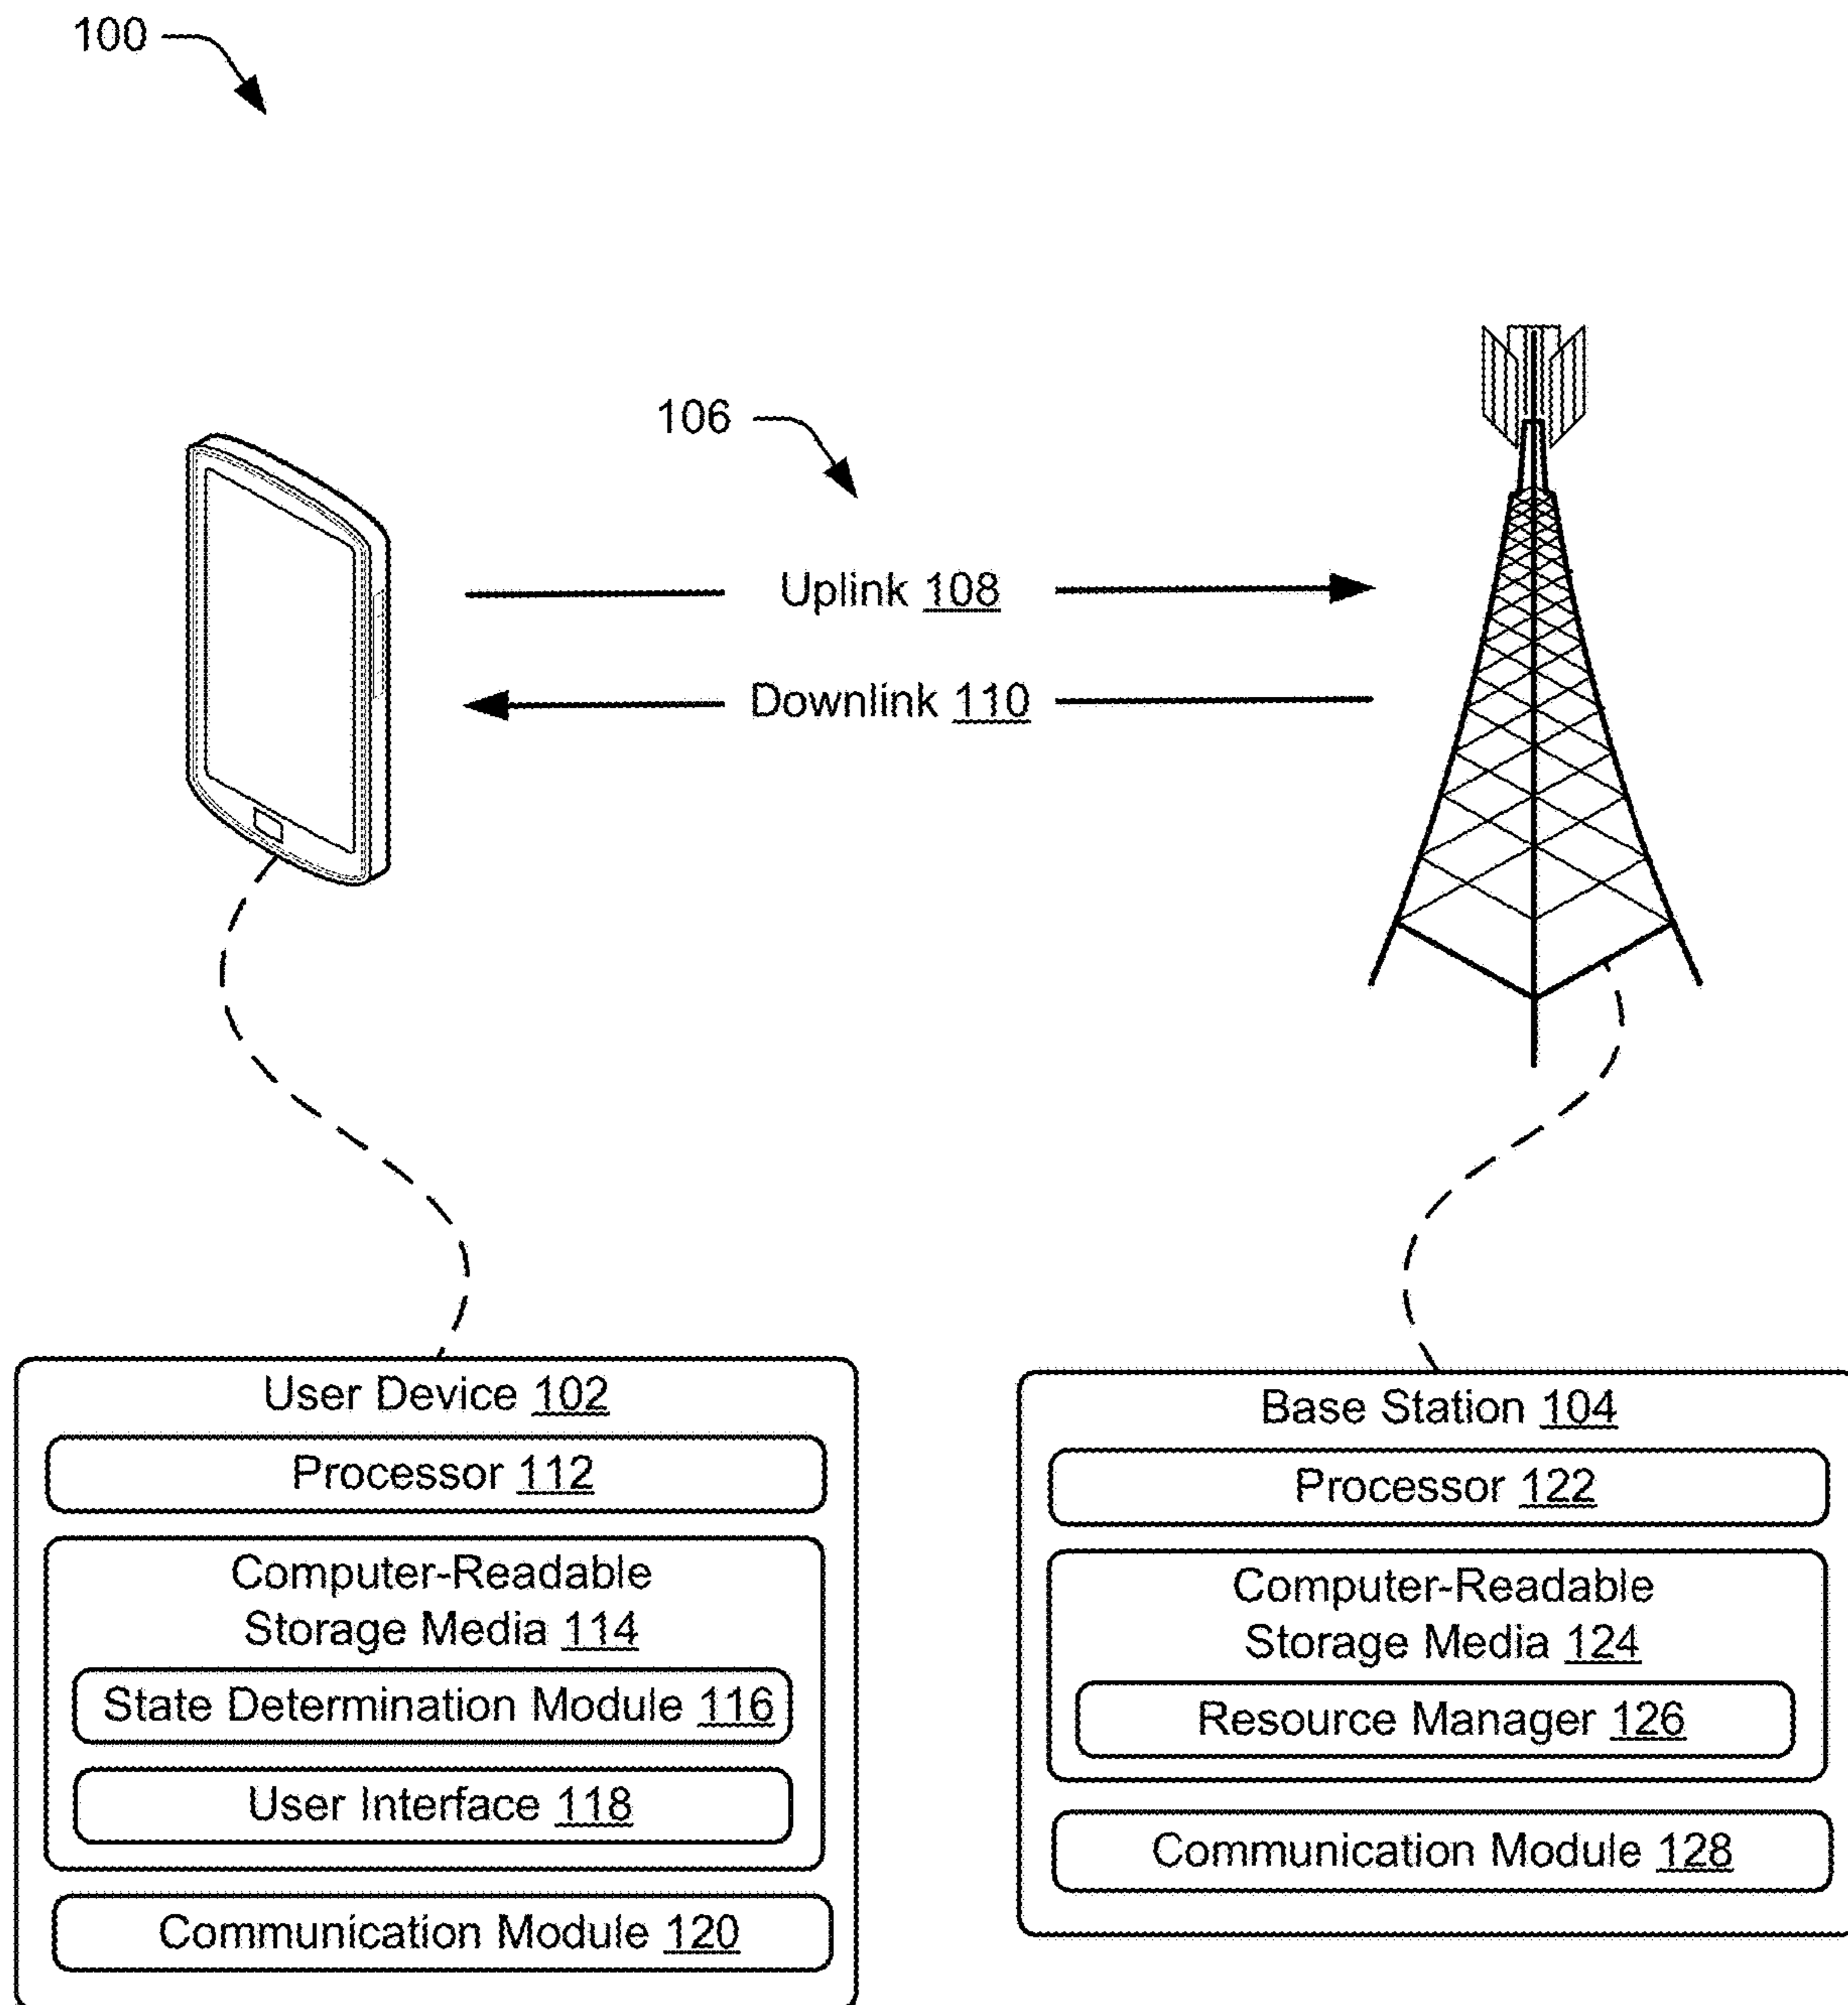 100
106
Uplink 108
Downlink 110
User Device 102
Processor 112
Computer-Readable
Storage Media 114
State Determination Module 116
User Interface 118
Communication Module 120
Base Station 104
Processor 122
Computer-Readable
Storage Media 124
Resource Manager 126
Communication Module 128